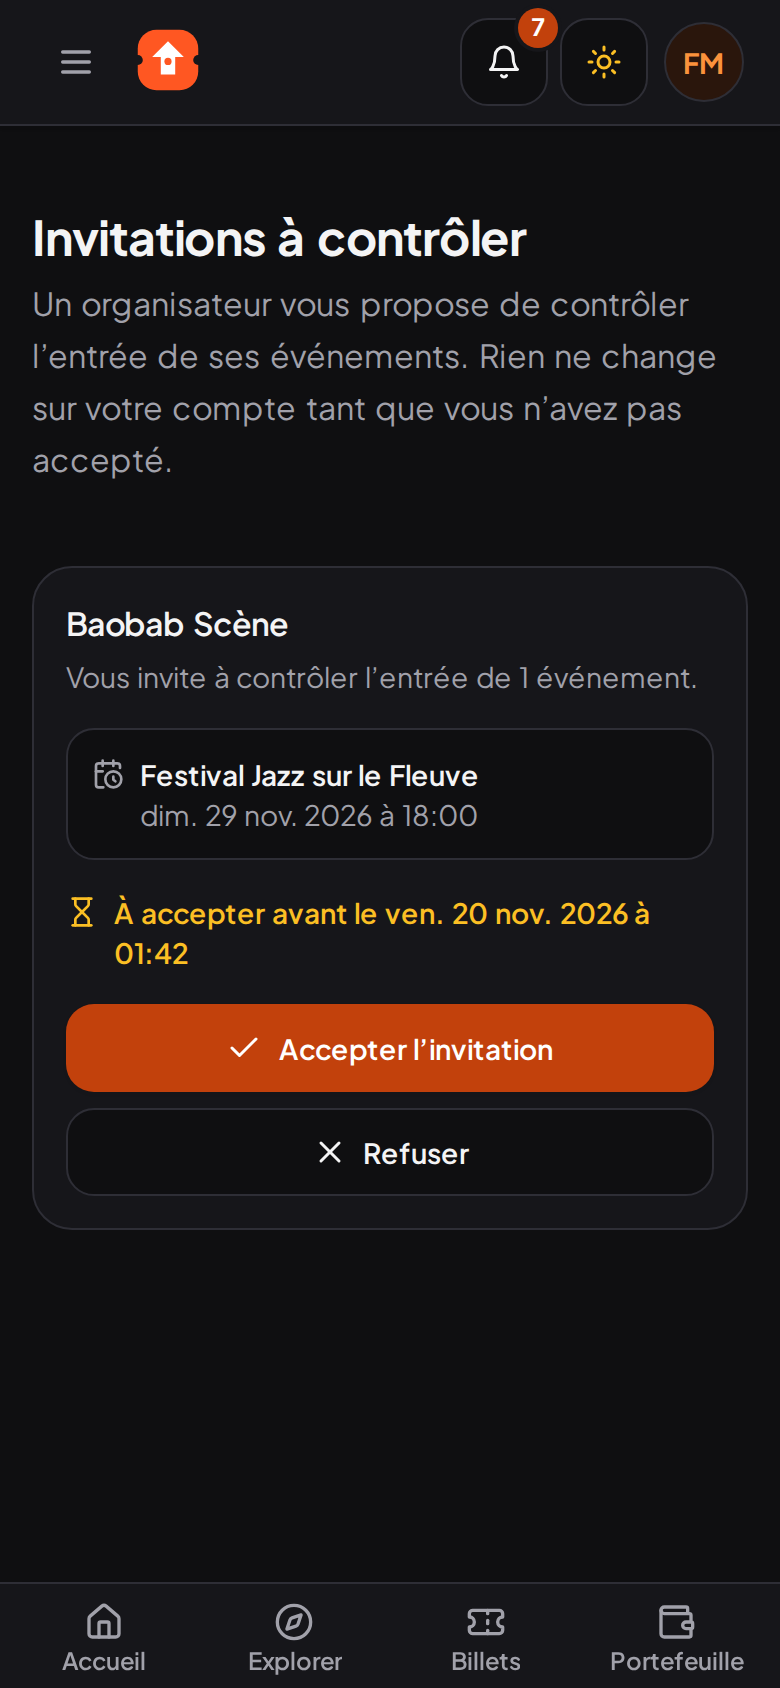 7
FM
Invitations à contrôler
Un organisateur vous propose de contrôler
l’entrée de ses événements. Rien ne change
sur votre compte tant que vous n’avez pas
accepté.
Baobab Scène
Vous invite à contrôler l’entrée de 1 événement.
Festival Jazz sur le Fleuve
dim. 29 nov. 2026 à 18:00
À accepter avant le ven. 20 nov. 2026 à
01:42
Accepter l’invitation
Refuser
Accueil
Explorer
Billets
Portefeuille